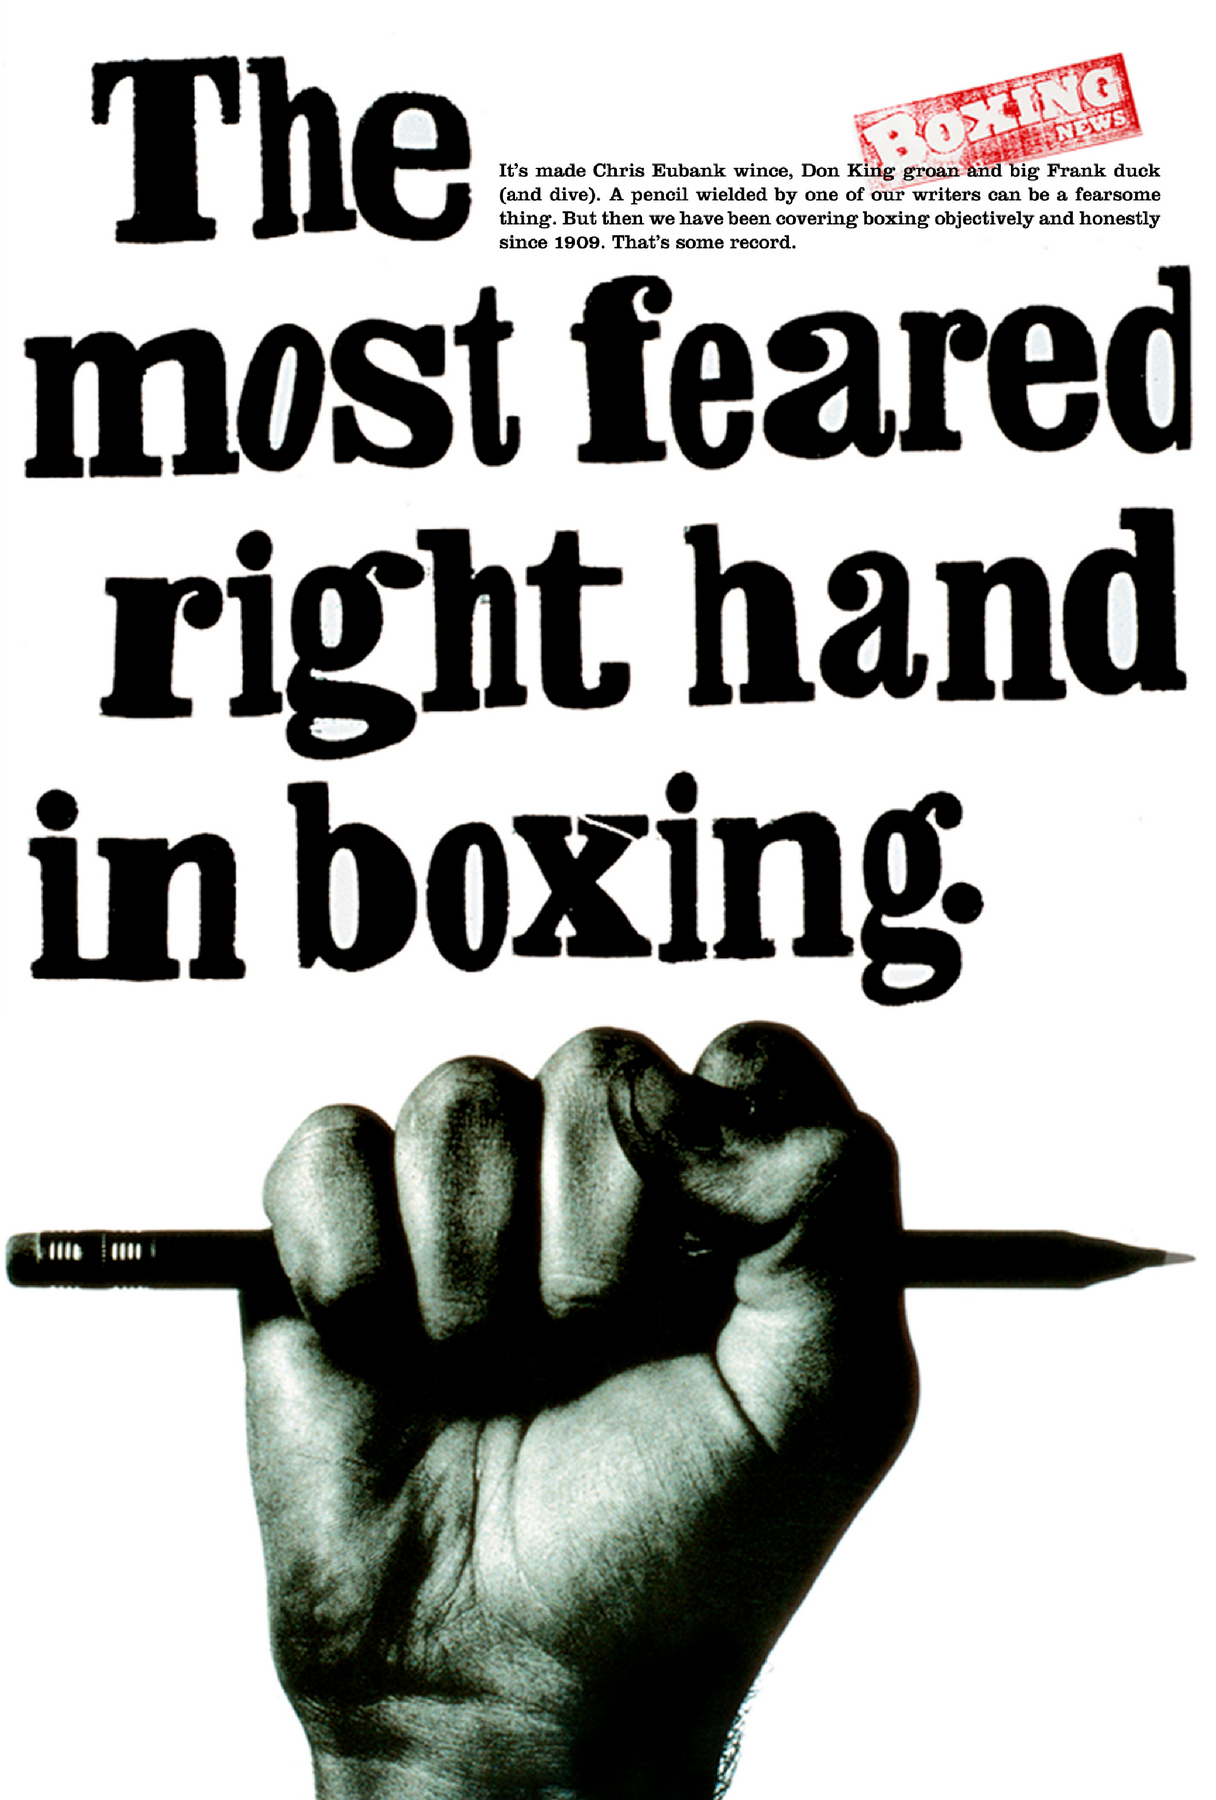 The
BOXING
NEWS
It's made Chris Eubank wince, Don King groan and big Frank duck
(and dive). A pencil wielded by one of our writers can be a fearsome
thing. But then we have been covering boxing objectively and honestly
since 1909. That's some record.
most feared
right hand
in boxing.